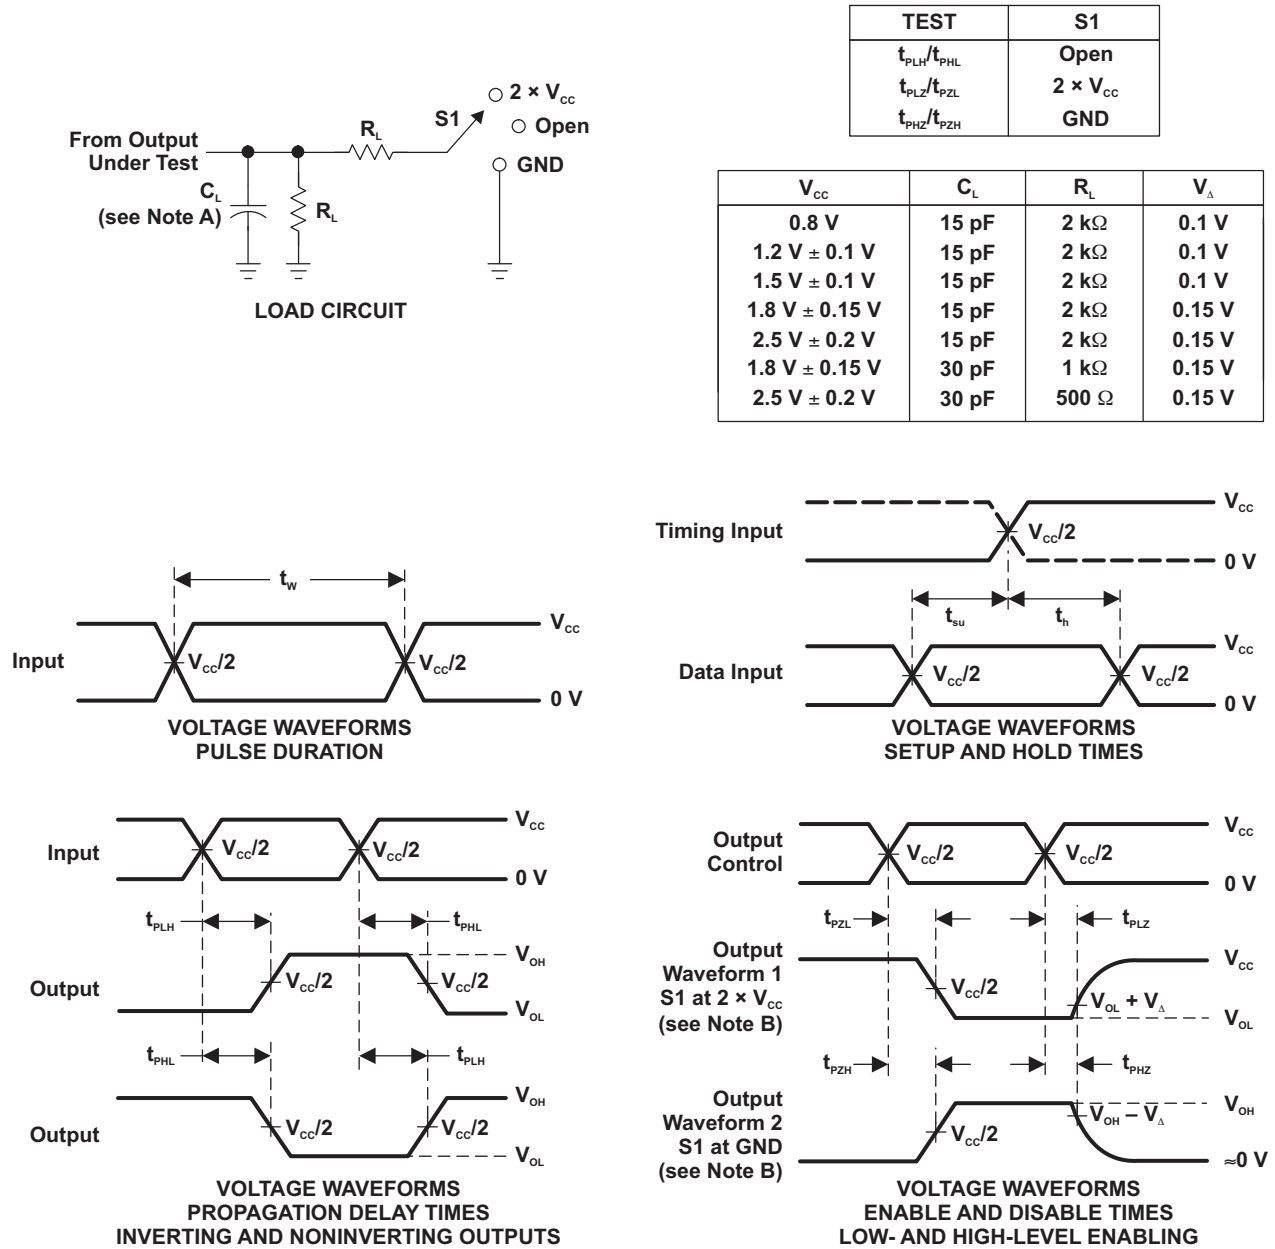 TEST S1
tPLH/tPHL Open
tPLZ/tPZL 2 × VCC
tPHZ/tPZH GND
2 × VCC
S1
Open
GND
RL
From Output
Under Test
CL
(see Note A)
RL
LOAD CIRCUIT
VCC CL RL VΔ
0.8 V 15 pF 2 kΩ 0.1 V
1.2 V ± 0.1 V 15 pF 2 kΩ 0.1 V
1.5 V ± 0.1 V 15 pF 2 kΩ 0.1 V
1.8 V ± 0.15 V 15 pF 2 kΩ 0.15 V
2.5 V ± 0.2 V 15 pF 2 kΩ 0.15 V
1.8 V ± 0.15 V 30 pF 1 kΩ 0.15 V
2.5 V ± 0.2 V 30 pF 500 Ω 0.15 V
tW
VCC
Input
VCC/2 VCC/2
0 V
VOLTAGE WAVEFORMS
PULSE DURATION
VCC
Timing Input
VCC/2
0 V
tsu th
VCC
Data Input
VCC/2 VCC/2
0 V
VOLTAGE WAVEFORMS
SETUP AND HOLD TIMES
VCC
Input
VCC/2 VCC/2
0 V
tPLH tPHL
VOH
Output
VCC/2 VCC/2
VOL
tPHL tPLH
VOH
Output
VCC/2 VCC/2
VOL
VOLTAGE WAVEFORMS
PROPAGATION DELAY TIMES
INVERTING AND NONINVERTING OUTPUTS
VCC
Output
Control
VCC/2 VCC/2
0 V
tPZL tPLZ
Output
Waveform 1
S1 at 2 × VCC
(see Note B)
VCC
VCC/2
VOL + VΔ
VOL
tPZH tPHZ
Output
Waveform 2
S1 at GND
(see Note B)
VOH
VOH − VΔ
VCC/2
≈0 V
VOLTAGE WAVEFORMS
ENABLE AND DISABLE TIMES
LOW- AND HIGH-LEVEL ENABLING